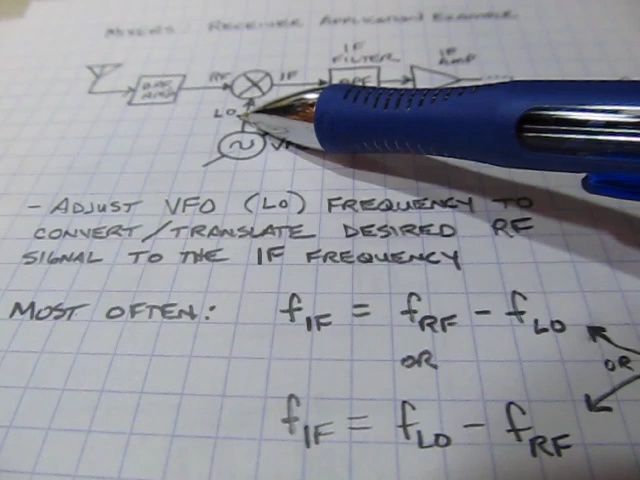 MIXERS: RECEIVER APPLICATION EXAMPLE
IF
FILTER
IF
AMP
RF
IF
BPF
LO
- ADJUST VFO (LO) FREQUENCY TO
CONVERT/TRANSLATE DESIRED RF
SIGNAL TO THE IF FREQUENCY
MOST OFTEN: fIF = fRF - fLO
OR
OR
fIF = fLO - fRF